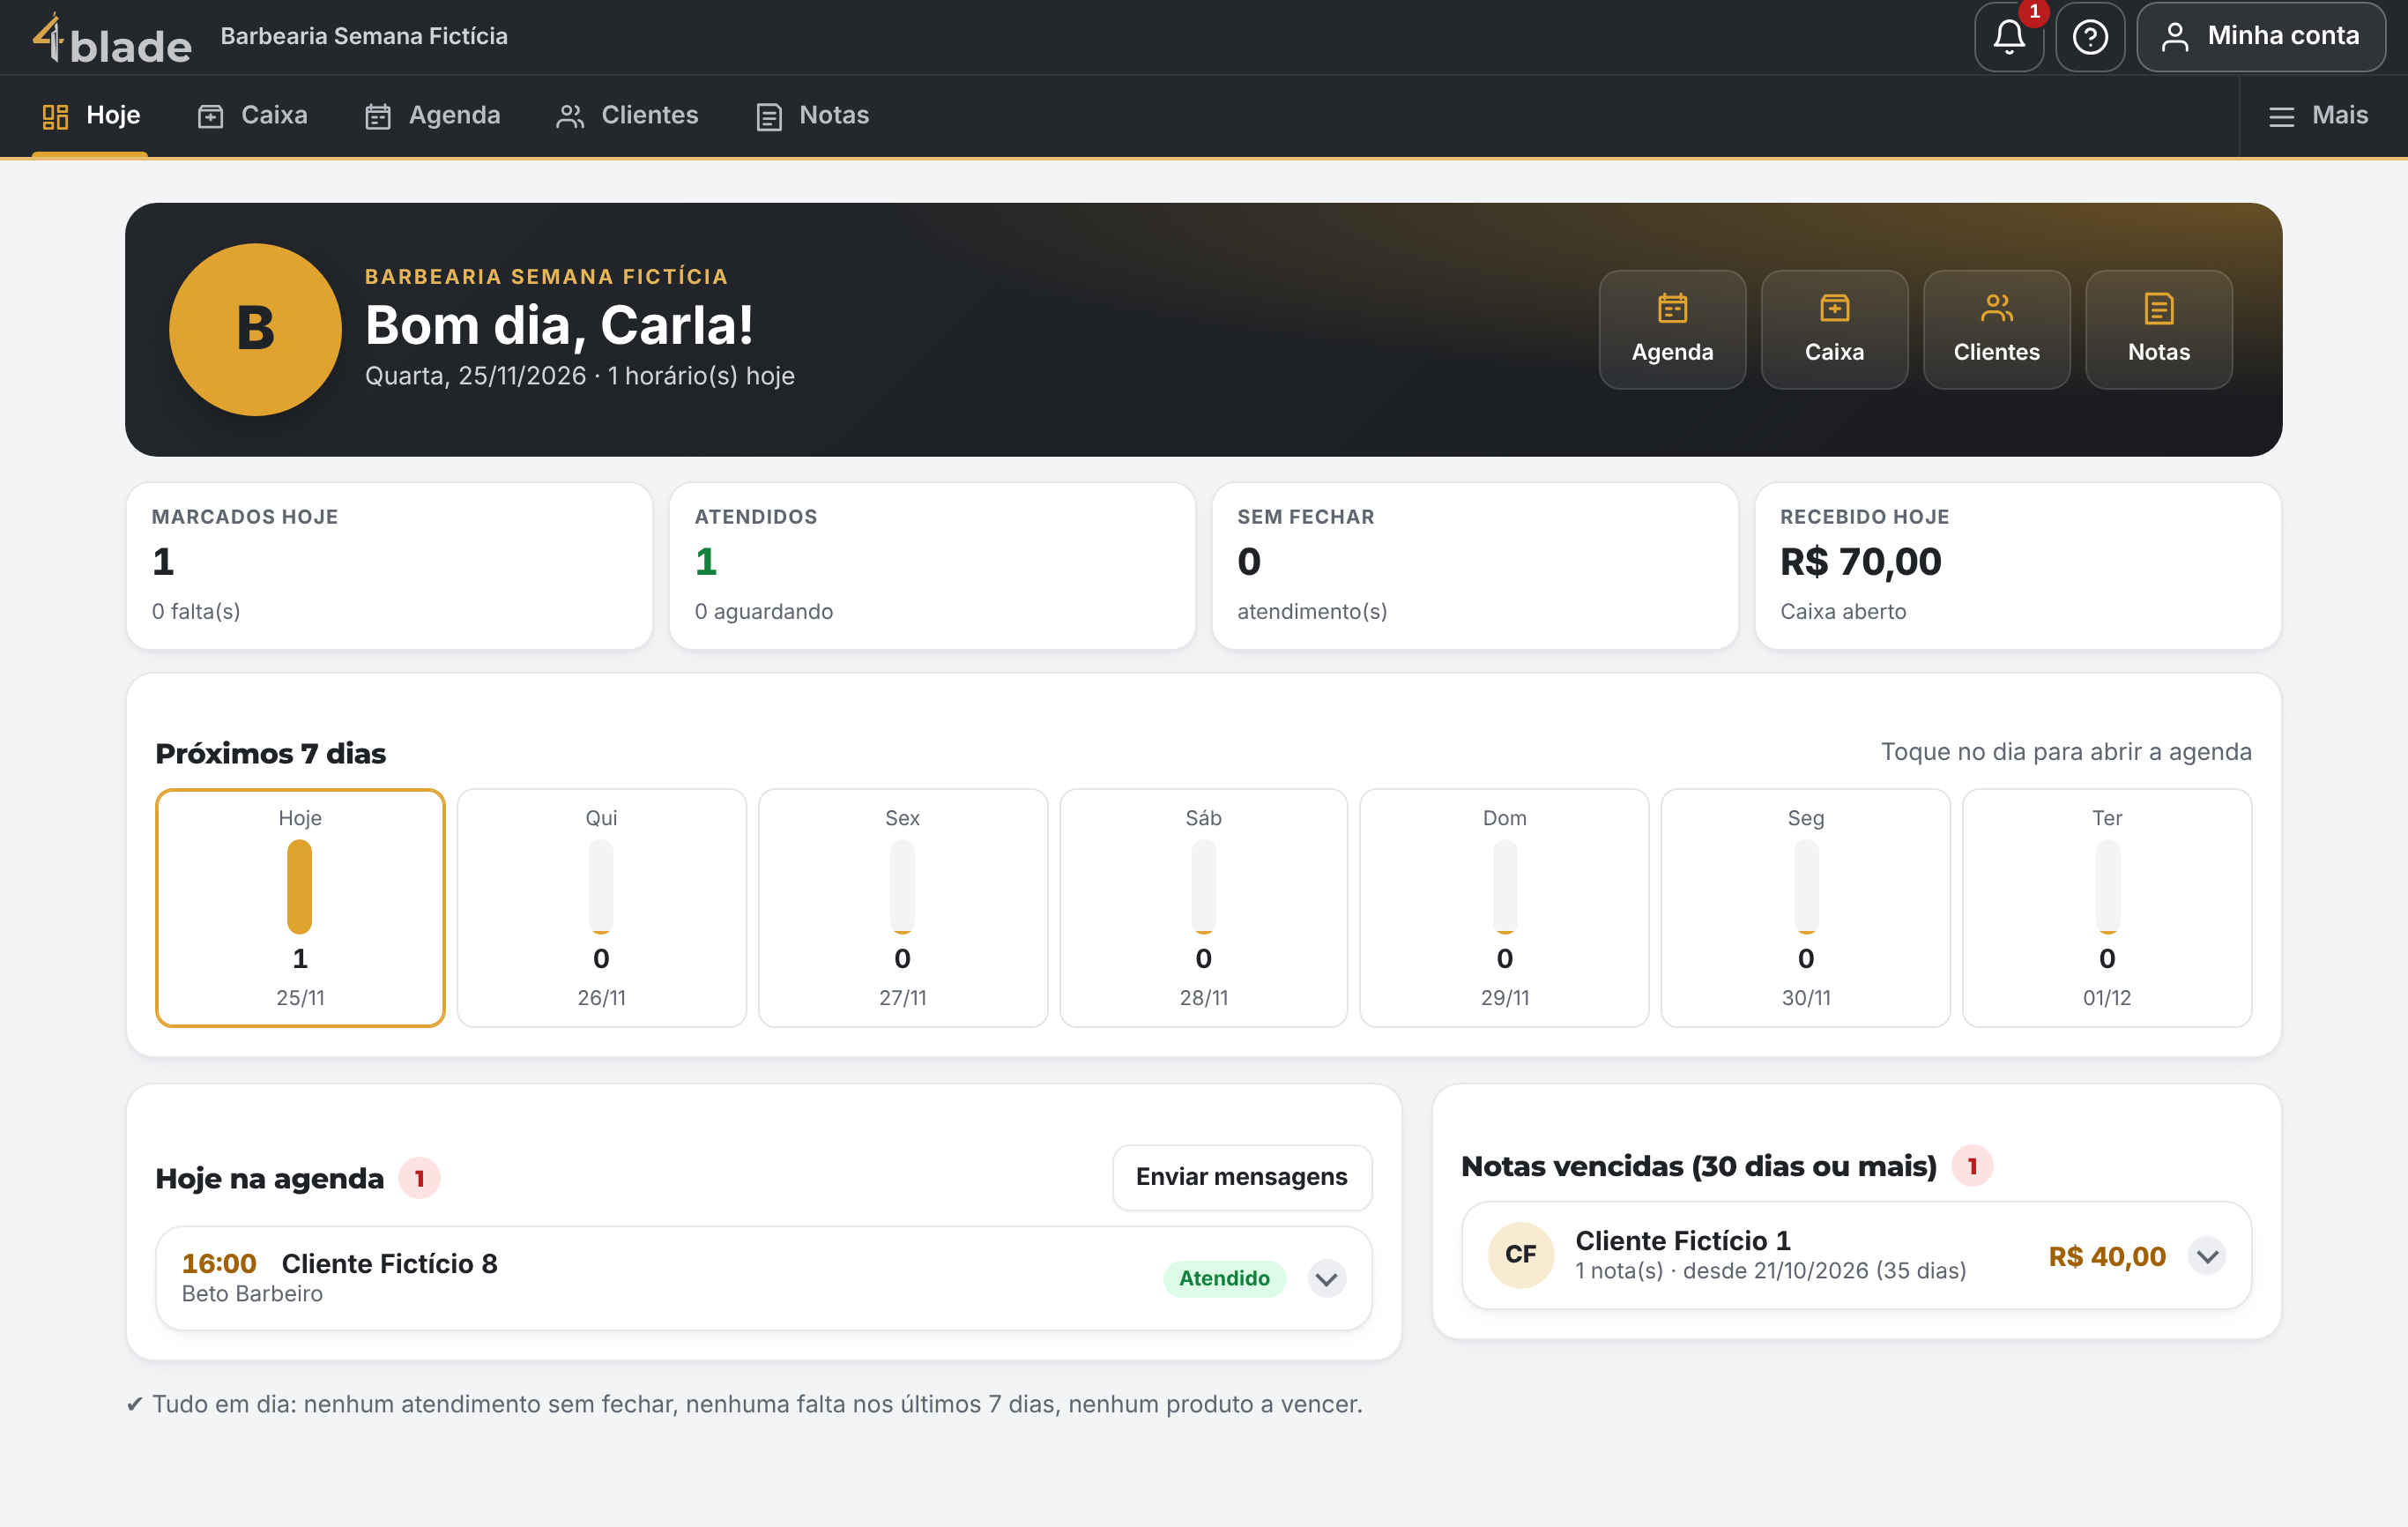 4blade
Barbearia Semana Fictícia
1
Minha conta
Hoje
Caixa
Agenda
Clientes
Notas
Mais
B
BARBEARIA SEMANA FICTÍCIA
Bom dia, Carla!
Quarta, 25/11/2026 · 1 horário(s) hoje
Agenda
Caixa
Clientes
Notas
MARCADOS HOJE
1
0 falta(s)
ATENDIDOS
1
0 aguardando
SEM FECHAR
0
atendimento(s)
RECEBIDO HOJE
R$ 70,00
Caixa aberto
Próximos 7 dias
Toque no dia para abrir a agenda
Hoje
1
25/11
Qui
0
26/11
Sex
0
27/11
Sáb
0
28/11
Dom
0
29/11
Seg
0
30/11
Ter
0
01/12
Hoje na agenda 1
Enviar mensagens
16:00 Cliente Fictício 8
Beto Barbeiro
Atendido
Notas vencidas (30 dias ou mais) 1
CF
Cliente Fictício 1
1 nota(s) · desde 21/10/2026 (35 dias)
R$ 40,00
✔ Tudo em dia: nenhum atendimento sem fechar, nenhuma falta nos últimos 7 dias, nenhum produto a vencer.